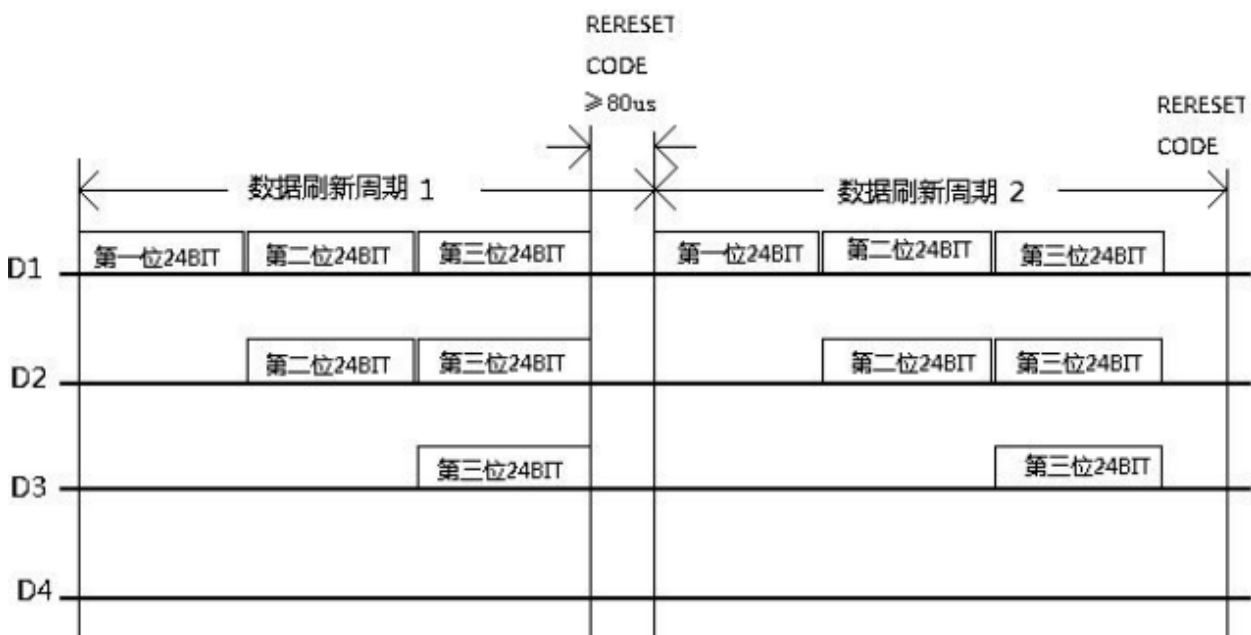 RERESET
CODE
≥80us
RERESET
CODE
数据刷新周期 1
数据刷新周期 2
D1
第一位24BIT
第二位24BIT
第三位24BIT
第一位24BIT
第二位24BIT
第三位24BIT
D2
第二位24BIT
第三位24BIT
第二位24BIT
第三位24BIT
D3
第三位24BIT
第三位24BIT
D4